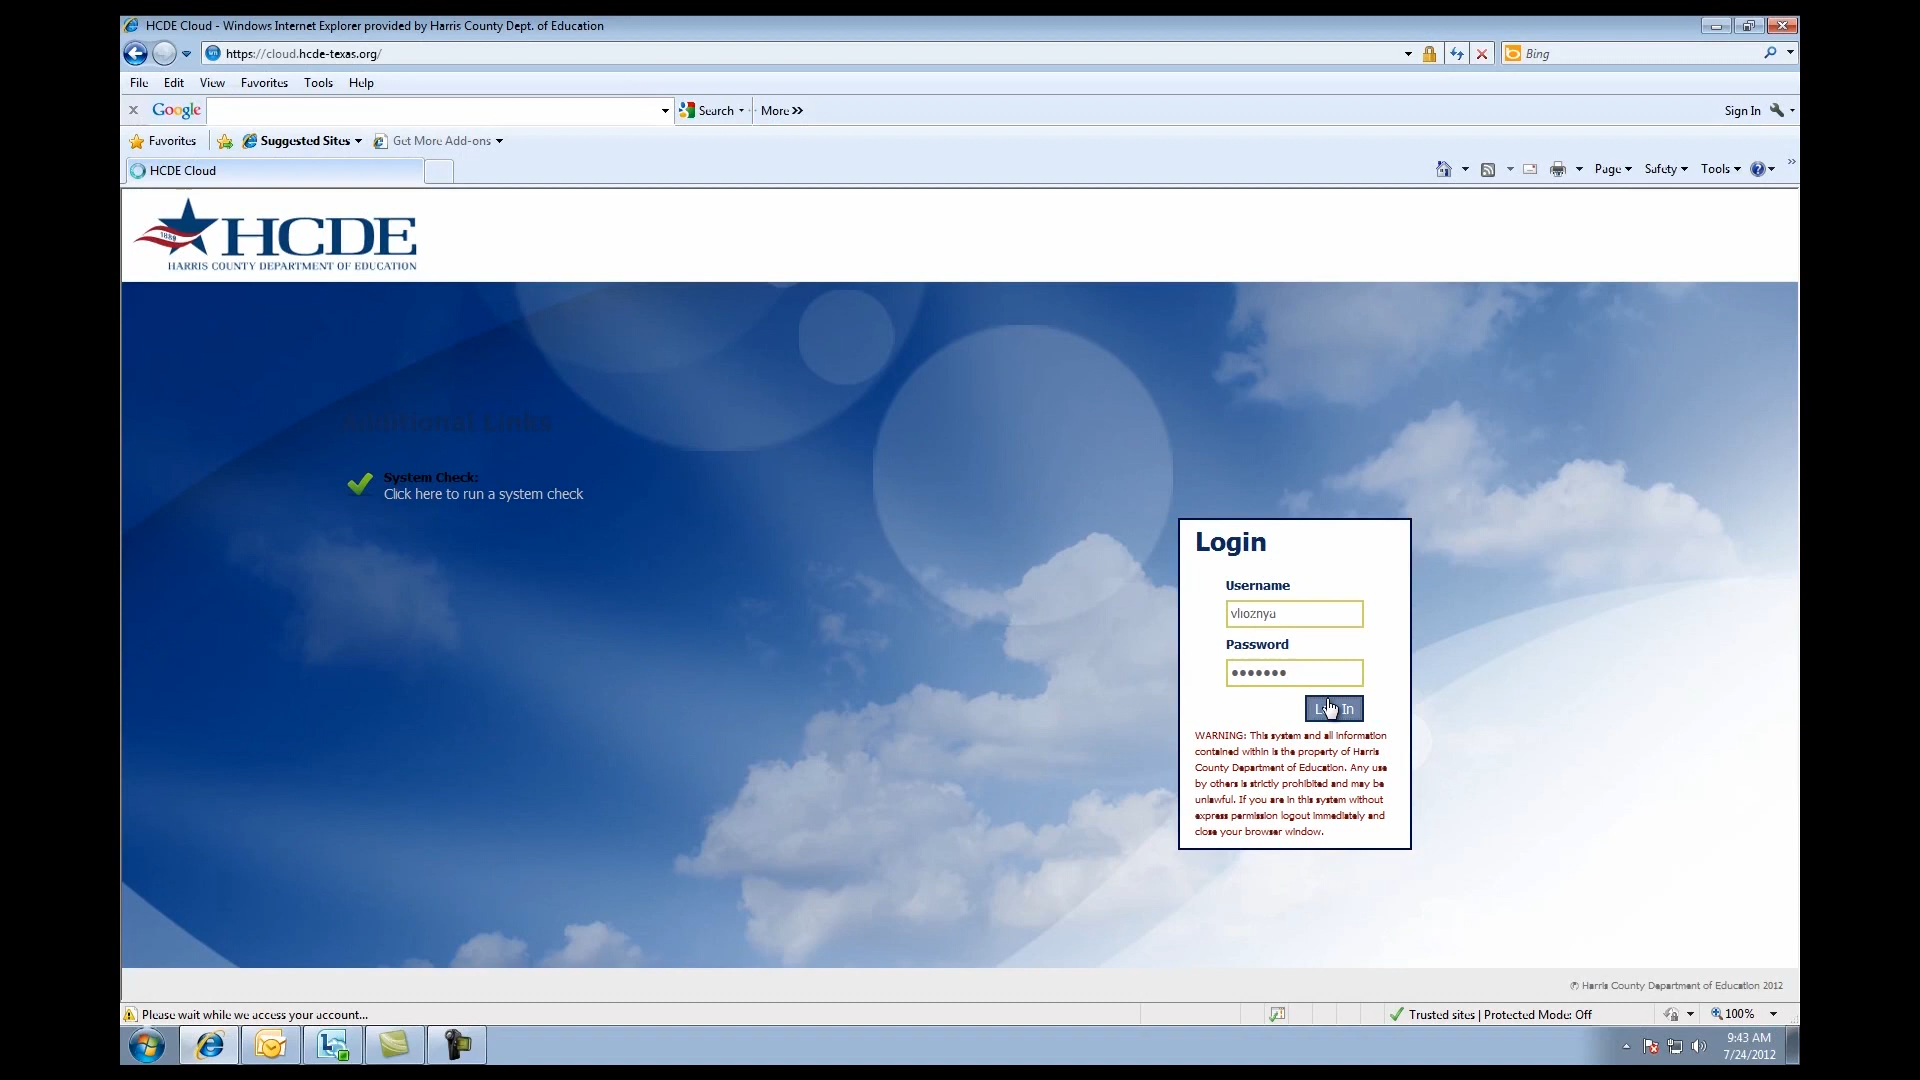 HCDE Cloud - Windows Internet Explorer provided by Harris County Dept. of Education
https://cloud.hcde-texas.org/
Bing
File Edit View Favorites Tools Help
Google Search More »
Sign In
Favorites Suggested Sites Get More Add-ons
HCDE Cloud
Page Safety Tools
1889
HCDE
HARRIS COUNTY DEPARTMENT OF EDUCATION
Additional Links
System Check:
Click here to run a system check
Login
Username
Password
•••••••
In
WARNING: This system and all information
contained within is the property of Harris
County Department of Education. Any use
by others is strictly prohibited and may be
unlawful. If you are in this system without
express permission logout immediately and
close your browser window.
© Harris County Department of Education 2012
Please wait while we access your account...
Trusted sites | Protected Mode: Off
100%
9:43 AM
7/24/2012